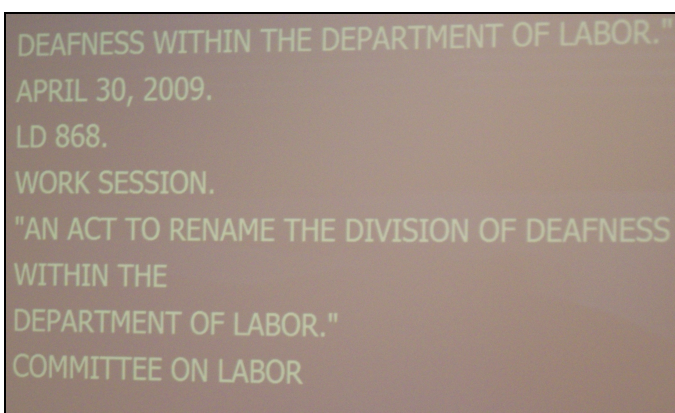 DEAFNESS WITHIN THE DEPARTMENT OF LABOR."
APRIL 30, 2009.
LD 868.
WORK SESSION.
"AN ACT TO RENAME THE DIVISION OF DEAFNESS
WITHIN THE
DEPARTMENT OF LABOR."
COMMITTEE ON LABOR